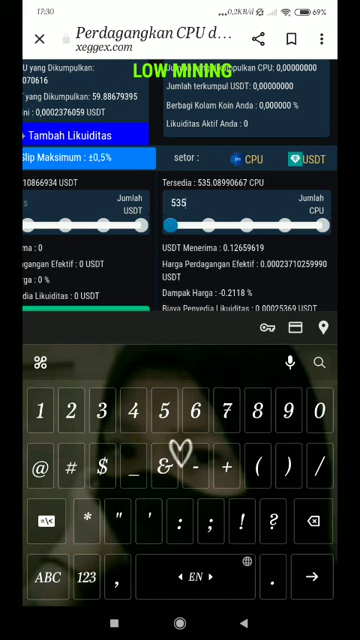 17:30
...0,2KB/d
69%
Perdagangkan CPU d...
xeggex.com
U yang Dikumpulkan:
070616
T yang Dikumpulkan: 59.88679395
ini : 0,0002376059 USDT
+ Tambah Likuiditas
LOW MINING
Jumlah terkumpul CPU: 0,00000000
Jumlah terkumpul USDT: 0,00000000
Berbagi Kolam Koin Anda : 0,000000 %
Likuiditas Aktif Anda : 0
Slip Maksimum : ±0,5%
setor :
CPU
USDT
10866934 USDT
Jumlah
USDT
Tersedia : 535.08990667 CPU
535
Jumlah
CPU
ma : 0
agangan Efektif : 0 USDT
rga : 0 %
dia Likuiditas : 0 USDT
USDT Menerima : 0.12659619
Harga Perdagangan Efektif : 0.00023710259990
USDT
Dampak Harga : -0.2118 %
Biaya Penyedia Likuiditas : 0.00025369 USDT
1 2 3 4 5 6 7 8 9 0
@ # $ _ & - + ( ) /
=\< * " ' : ; ! ?
ABC 123 , EN .